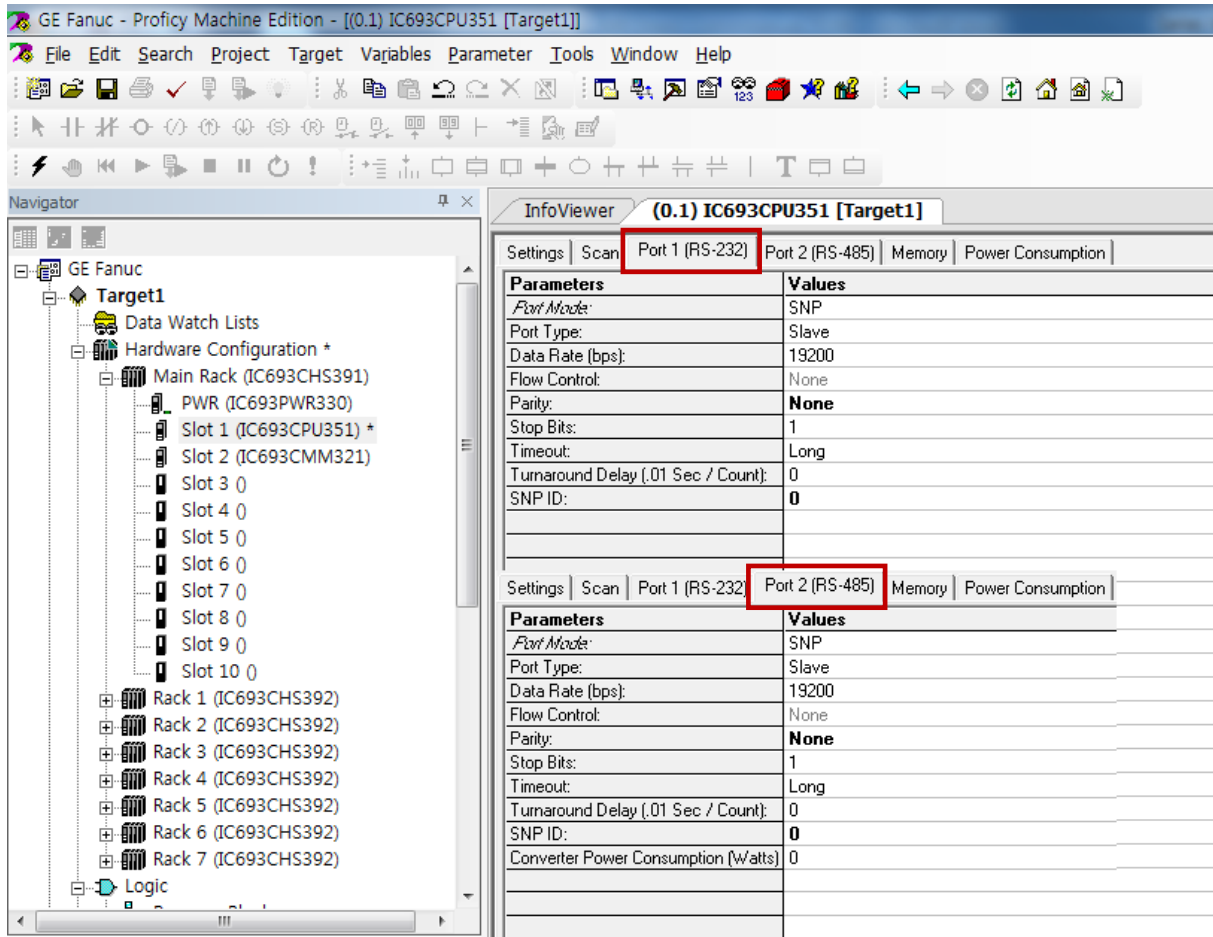 GE Fanuc - Proficy Machine Edition - [(0.1) IC693CPU351 [Target1]]
File Edit Search Project Target Variables Parameter Tools Window Help
Navigator
GE Fanuc
Target1
Data Watch Lists
Hardware Configuration *
Main Rack (IC693CHS391)
PWR (IC693PWR330)
Slot 1 (IC693CPU351) *
Slot 2 (IC693CMM321)
Slot 3 ()
Slot 4 ()
Slot 5 ()
Slot 6 ()
Slot 7 ()
Slot 8 ()
Slot 9 ()
Slot 10 ()
Rack 1 (IC693CHS392)
Rack 2 (IC693CHS392)
Rack 3 (IC693CHS392)
Rack 4 (IC693CHS392)
Rack 5 (IC693CHS392)
Rack 6 (IC693CHS392)
Rack 7 (IC693CHS392)
Logic
InfoViewer (0.1) IC693CPU351 [Target1]
Settings Scan Port 1 (RS-232) Port 2 (RS-485) Memory Power Consumption
Parameters Values
Port Mode: SNP
Port Type: Slave
Data Rate (bps): 19200
Flow Control: None
Parity: None
Stop Bits: 1
Timeout: Long
Turnaround Delay (.01 Sec / Count): 0
SNP ID: 0
Settings Scan Port 1 (RS-232) Port 2 (RS-485) Memory Power Consumption
Parameters Values
Port Mode: SNP
Port Type: Slave
Data Rate (bps): 19200
Flow Control: None
Parity: None
Stop Bits: 1
Timeout: Long
Turnaround Delay (.01 Sec / Count): 0
SNP ID: 0
Converter Power Consumption (Watts) 0